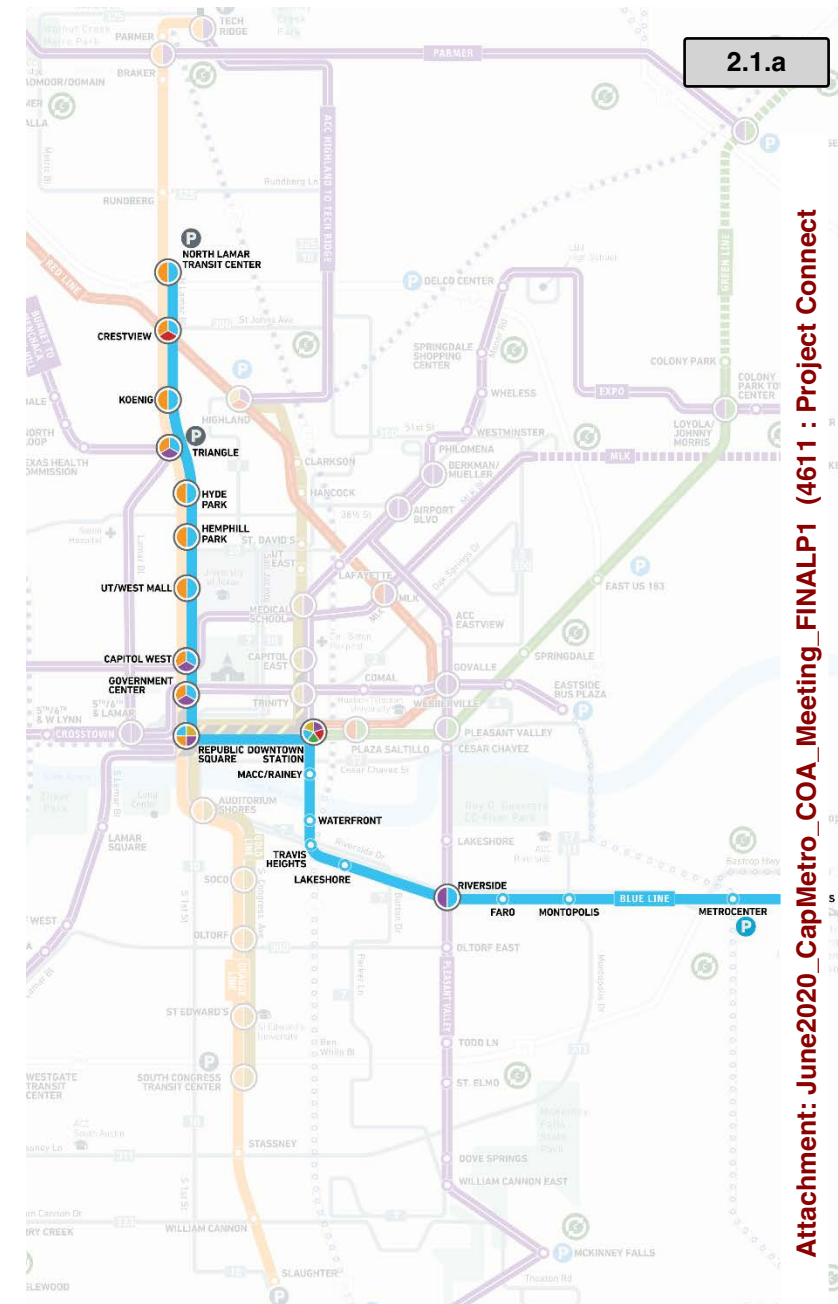 TECH
RIDGE
PARMER
PARMER
2.1.a
BRAKER
ACC HIGHLAND TO TECH RIDGE
Rundberg Ln
RUNDBERG
P
NORTH LAMAR
TRANSIT CENTER
RED LINE
GREEN LINE
DELCO CENTER
CRESTVIEW
St Johns Ave
SPRINGDALE
SHOPPING
CENTER
COLONY PARK
KOENIG
HIGHLAND
WHELESS
EXPO
LOYOLA/
JOHNNY
MORRIS
P
TRIANGLE
51st St
WESTMINSTER
PHILOMENA
MLK
CLARKSON
BERKMAN/
MUELLER
HYDE
PARK
HANCOCK
AIRPORT
BLVD
HEMPHILL
PARK
ST. DAVID'S
38½ St
UT
EAST
LAFAYETTE
UT/WEST MALL
MLK
EAST US 183
MEDICAL
SCHOOL
ACC
EASTVIEW
CAPITOL WEST
CAPITOL
EAST
GOVALLE
SPRINGDALE
GOVERNMENT
CENTER
COMAL
EASTSIDE
BUS PLAZA
5TH/6TH
& W LYNN
5TH/6TH
& LAMAR
TRINITY
WEBBERVILLE
CROSSTOWN
REPUBLIC
SQUARE
DOWNTOWN
STATION
PLAZA SALTILLO
PLEASANT VALLEY
CESAR CHAVEZ
Cesar Chavez St
MACC/RAINEY
AUDITORIUM
SHORES
WATERFRONT
Riverside Dr
LAMAR
SQUARE
TRAVIS
HEIGHTS
LAKESHORE
LAKESHORE
SOCO
RIVERSIDE
FARO
MONTOPOLIS
BLUE LINE
METROCENTER
P
OLTORF
OLTORF EAST
PLEASANT VALLEY
ST EDWARD'S
TODD LN
WESTGATE
TRANSIT
CENTER
SOUTH CONGRESS
TRANSIT CENTER
ST. ELMO
STASSNEY
DOVE SPRINGS
WILLIAM CANNON EAST
WILLIAM CANNON
MCKINNEY FALLS
SLAUGHTER
Thaxton Rd
Attachment: June2020_CapMetro_COA_Meeting_FINALP1 (4611 : Project Connect